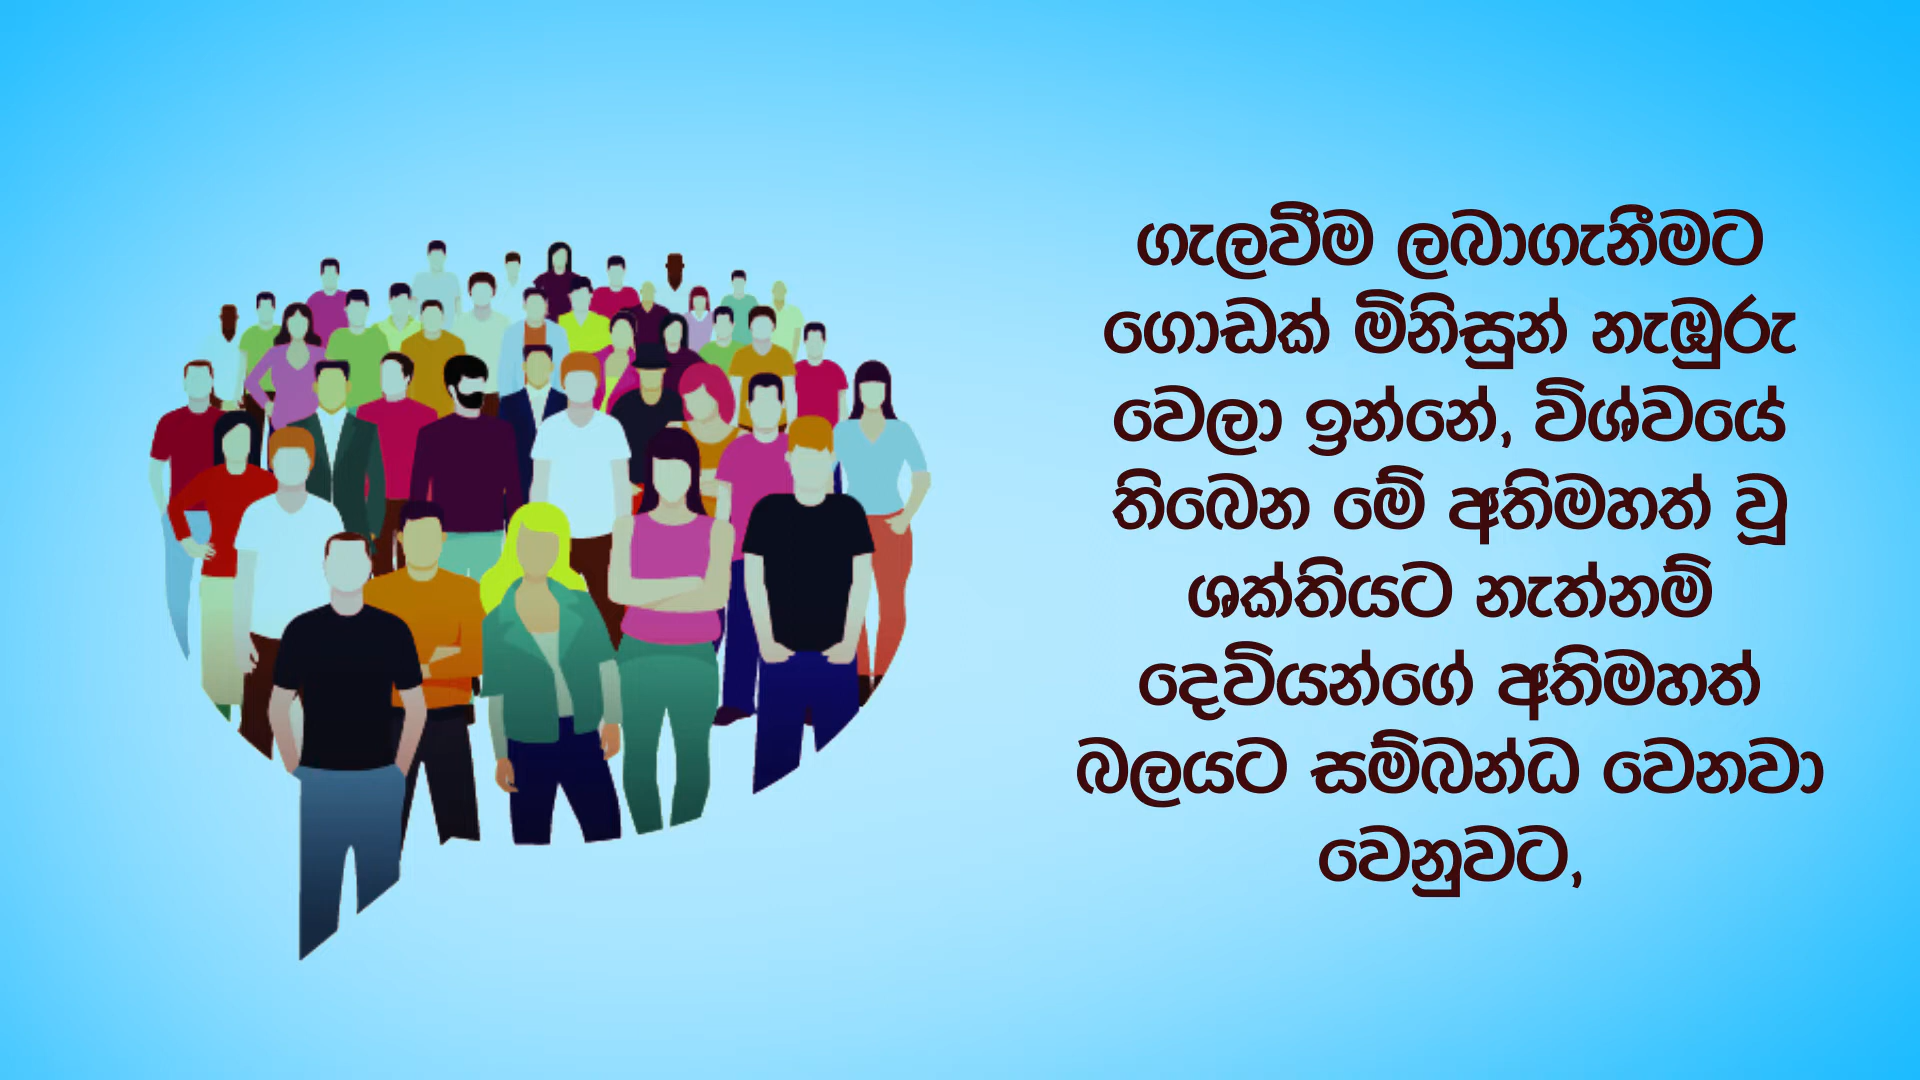 ගැලවීම ලබාගැනීමට
ගොඩක් මිනිසුන් නැඹුරු
වෙලා ඉන්නේ, විශ්වයේ
තිබෙන මේ අතිමහත් වූ
ශක්තියට නැත්නම්
දෙවියන්ගේ අතිමහත්
බලයට සම්බන්ධ වෙනවා
වෙනුවට,